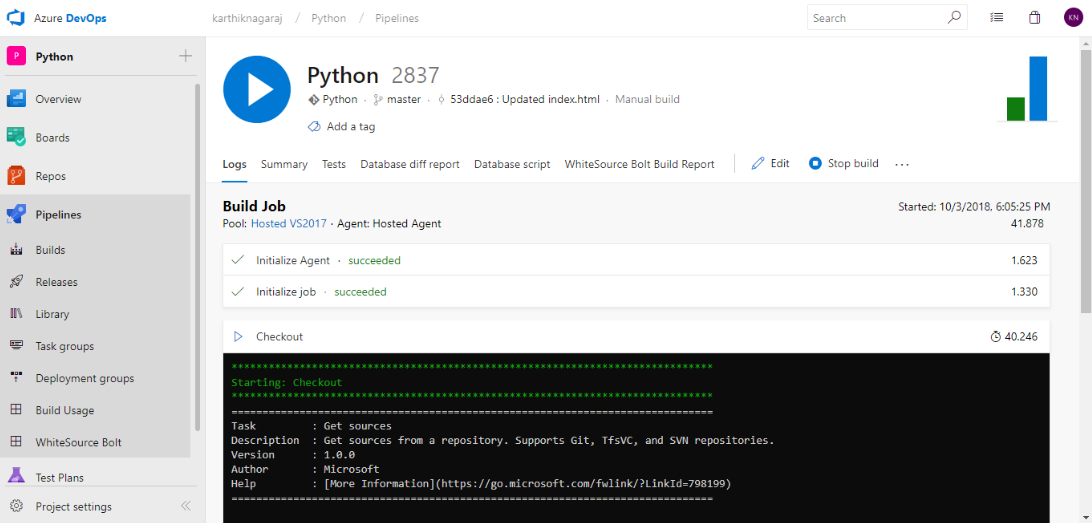 Azure DevOps
karthiknagaraj / Python / Pipelines
Search
KN
P Python
Overview
Boards
Repos
Pipelines
Builds
Releases
Library
Task groups
Deployment groups
Build Usage
WhiteSource Bolt
Test Plans
Project settings
Python 2837
Python · master · 53ddae6 : Updated index.html · Manual build
Add a tag
Logs Summary Tests Database diff report Database script WhiteSource Bolt Build Report Edit Stop build ...
Build Job
Started: 10/3/2018, 6:05:25 PM
Pool: Hosted VS2017 · Agent: Hosted Agent
41.878
Initialize Agent · succeeded 1.623
Initialize job · succeeded 1.330
Checkout 40.246
******************************************************************************
Starting: Checkout
******************************************************************************
==============================================================================
Task : Get sources
Description : Get sources from a repository. Supports Git, TfsVC, and SVN repositories.
Version : 1.0.0
Author : Microsoft
Help : [More Information](https://go.microsoft.com/fwlink/?LinkId=798199)
==============================================================================